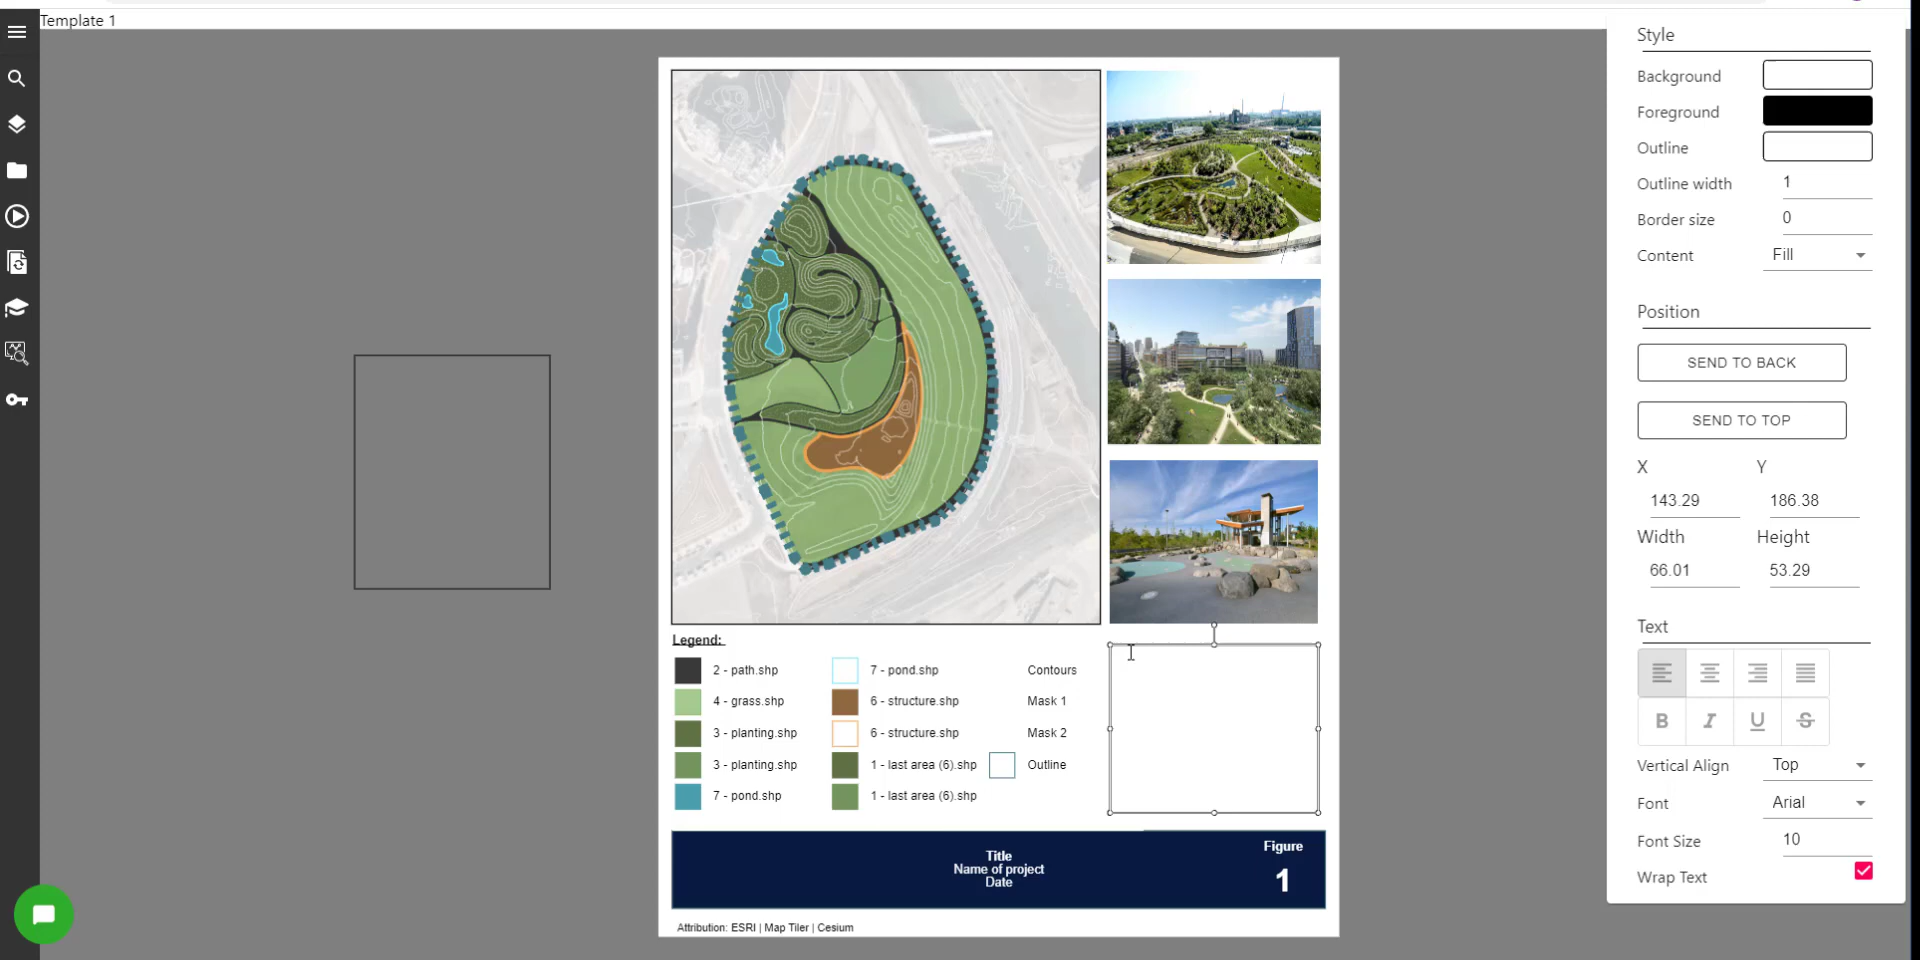 Template 1
Legend:
2 - path.shp
4 - grass.shp
3 - planting.shp
3 - planting.shp
7 - pond.shp
7 - pond.shp
6 - structure.shp
6 - structure.shp
1 - last area (6).shp
1 - last area (6).shp
Contours
Mask 1
Mask 2
Outline
Title
Name of project
Date
Figure
1
Attribution: ESRI | Map Tiler | Cesium
Style
Background
Foreground
Outline
Outline width 1
Border size 0
Content Fill
Position
SEND TO BACK
SEND TO TOP
X Y
143.29 186.38
Width Height
66.01 53.29
Text
B I U S
Vertical Align Top
Font Arial
Font Size 10
Wrap Text